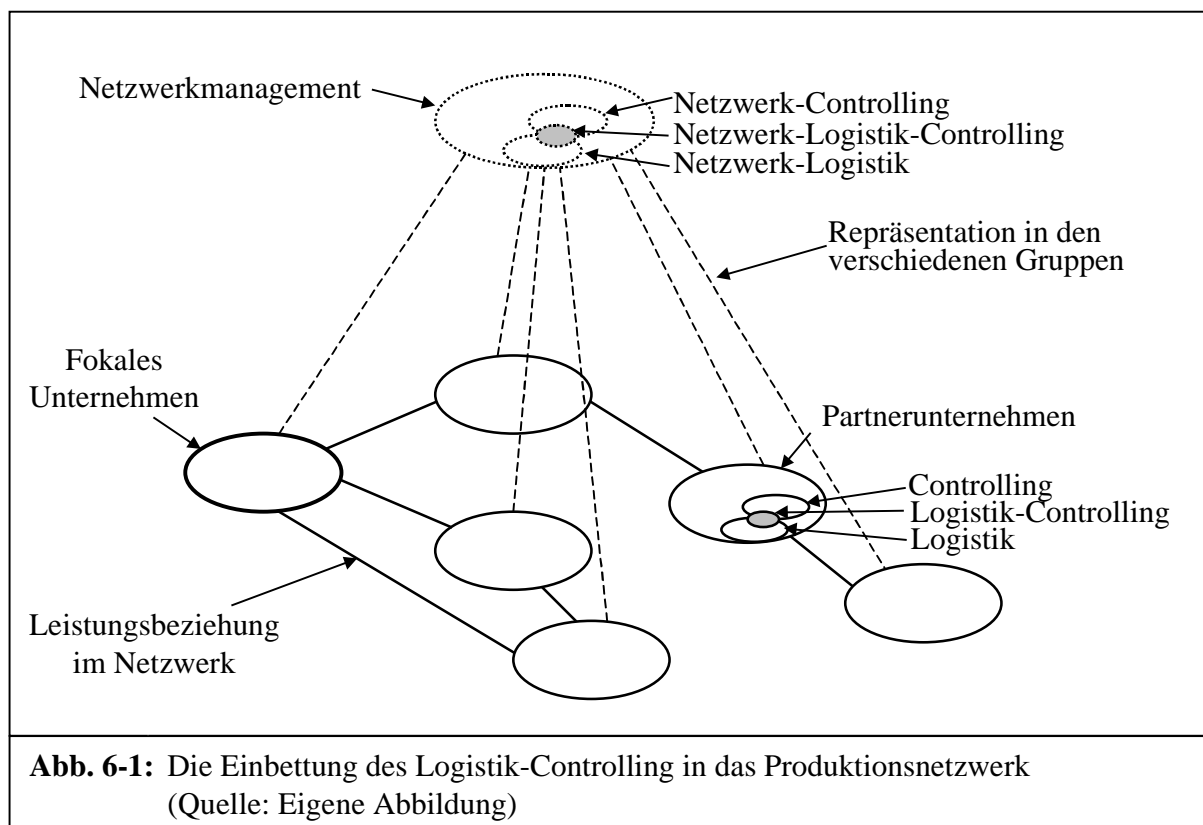 Netzwerkmanagement
Netzwerk-Controlling
Netzwerk-Logistik-Controlling
Netzwerk-Logistik
Repräsentation in den
verschiedenen Gruppen
Fokales
Unternehmen
Partnerunternehmen
Controlling
Logistik-Controlling
Logistik
Leistungsbeziehung
im Netzwerk
Abb. 6-1: Die Einbettung des Logistik-Controlling in das Produktionsnetzwerk
(Quelle: Eigene Abbildung)